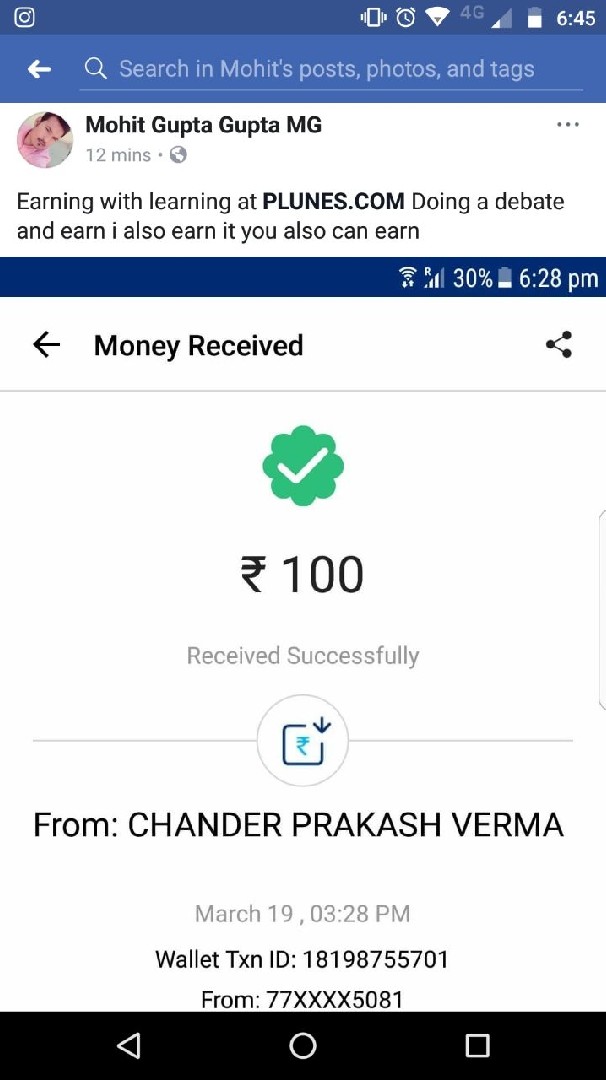 4G 6:45
Search in Mohit's posts, photos, and tags
Mohit Gupta Gupta MG
12 mins ·
Earning with learning at PLUNES.COM Doing a debate
and earn i also earn it you also can earn
R 30% 6:28 pm
Money Received
₹ 100
Received Successfully
₹
From: CHANDER PRAKASH VERMA
March 19 , 03:28 PM
Wallet Txn ID: 18198755701
From: 77XXXX5081